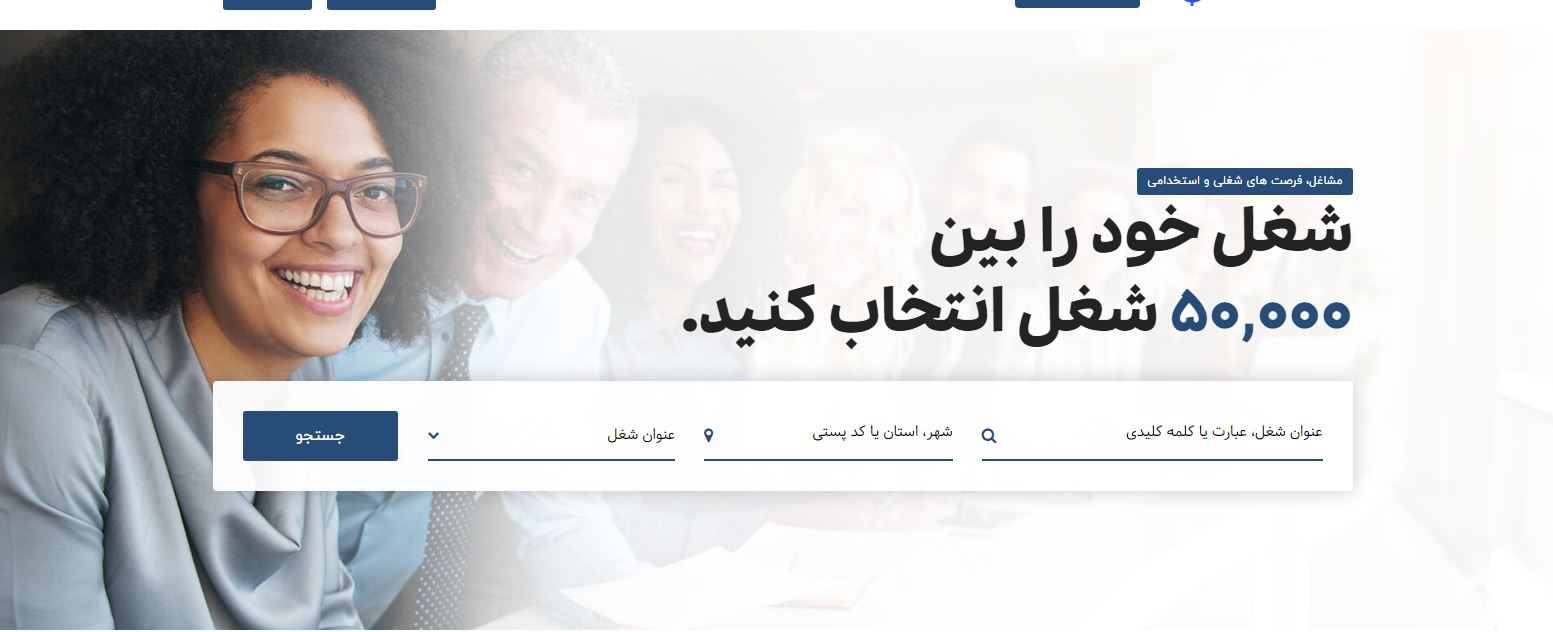 مشاغل، فرصت های شغلی و استخدامی
شغل خود را بین
۵۰,۰۰۰ شغل انتخاب کنید.
عنوان شغل، عبارت یا کلمه کلیدی
شهر، استان یا کد پستی
عنوان شغل
جستجو